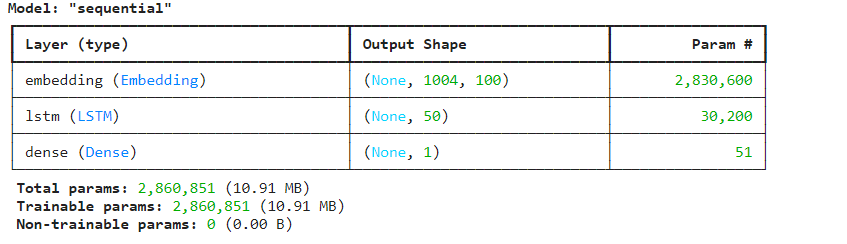 Model: "sequential"
Layer (type) Output Shape Param #
embedding (Embedding) (None, 1004, 100) 2,830,600
lstm (LSTM) (None, 50) 30,200
dense (Dense) (None, 1) 51
Total params: 2,860,851 (10.91 MB)
Trainable params: 2,860,851 (10.91 MB)
Non-trainable params: 0 (0.00 B)